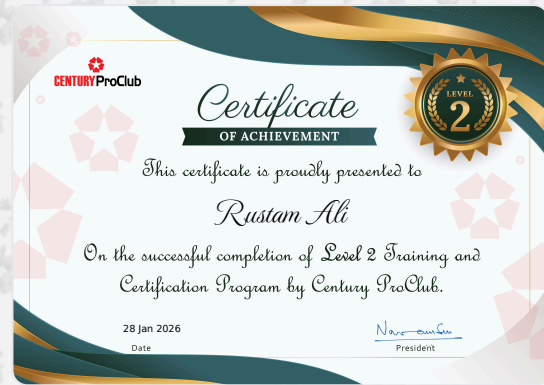 CENTURY ProClub
LEVEL
2
Certificate
OF ACHIEVEMENT
This certificate is proudly presented to
Rustam Ali
On the successful completion of Level 2 Training and
Certification Program by Century ProClub.
28 Jan 2026
Date
President